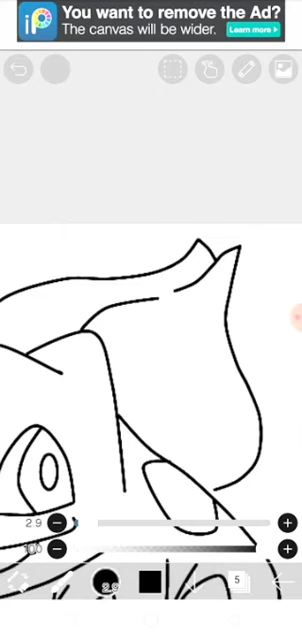 iP
You want to remove the Ad?
The canvas will be wider.
Learn more >
2.9
100
2.9
5